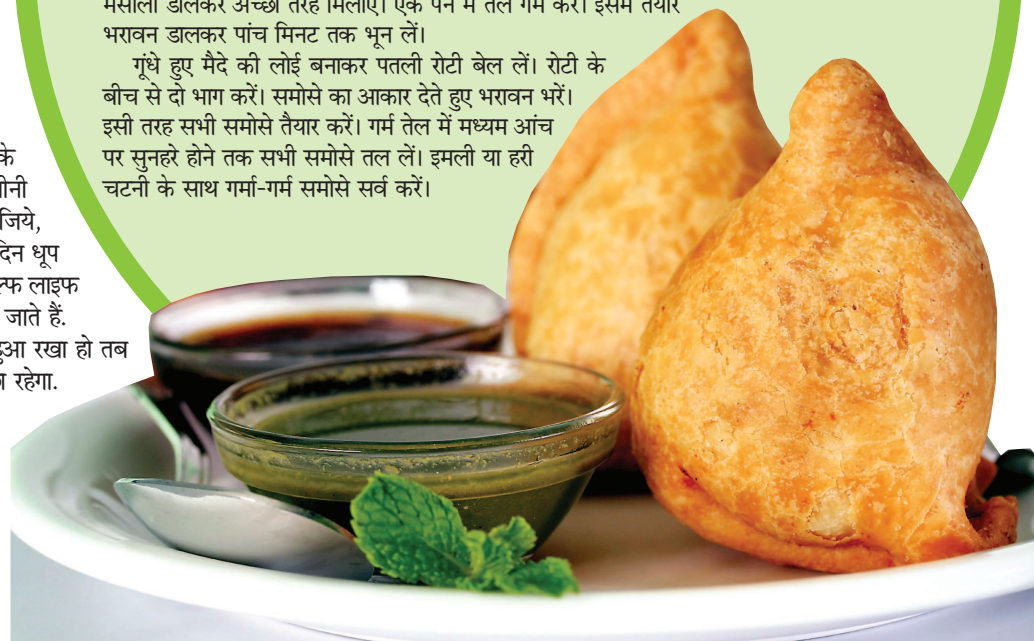 मसाला डालकर अच्छी तरह मिलाएं। एक पैन में तेल गर्म करें। इसमें तैयार
भरावन डालकर पांच मिनट तक भून लें।
गूंधे हुए मैदे की लोई बनाकर पतली रोटी बेल लें। रोटी के
बीच से दो भाग करें। समोसे का आकार देते हुए भरावन भरें।
इसी तरह सभी समोसे तैयार करें। गर्म तेल में मध्यम आंच
पर सुनहरे होने तक सभी समोसे तल लें। इमली या हरी
चटनी के साथ गर्मा-गर्म समोसे सर्व करें।
के
जिये,
दिन धूप
लाइफ
जाते हैं.
रखा हो तब
रहेगा.